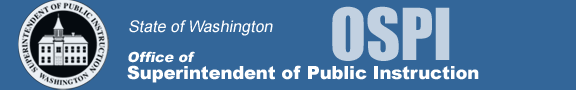 SUPERINTENDENT OF PUBLIC INSTRUCTION
WASHINGTON
State of Washington
OSPI
Office of
Superintendent of Public Instruction